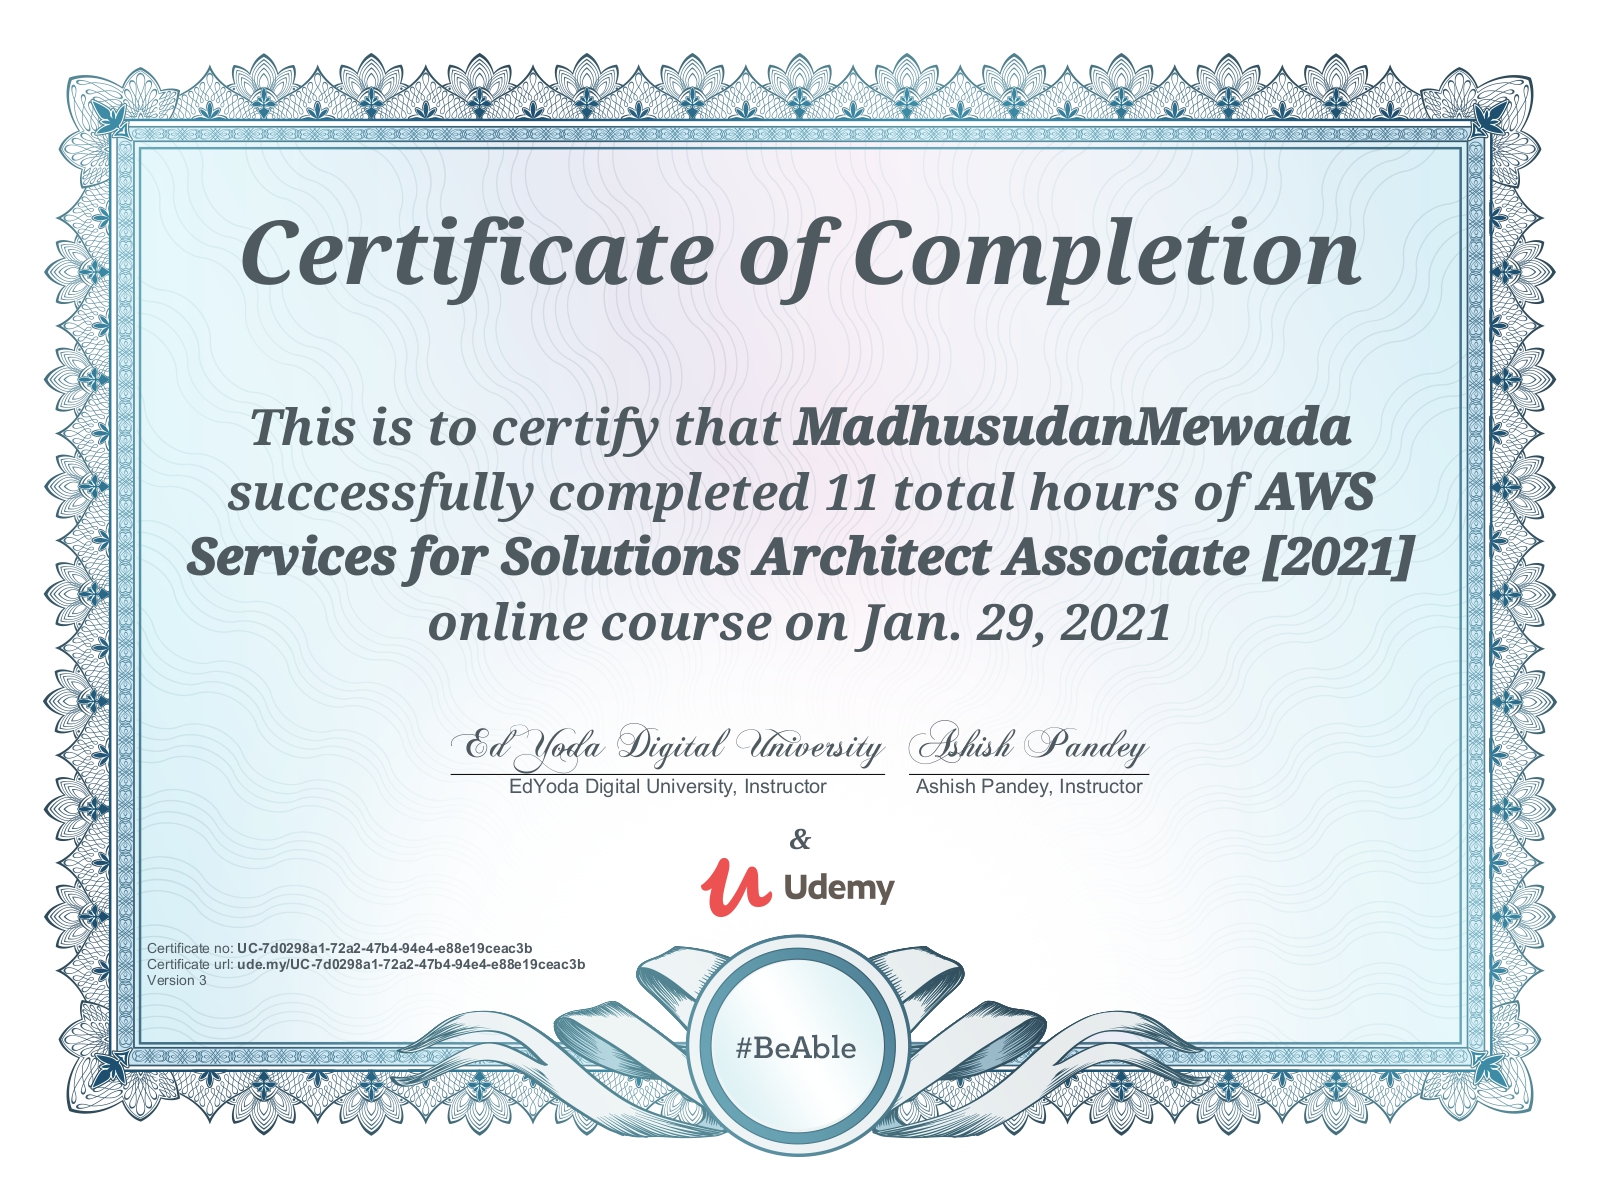 Certificate of Completion
This is to certify that MadhusudanMewada
successfully completed 11 total hours of AWS
Services for Solutions Architect Associate [2021]
online course on Jan. 29, 2021
Ed Yoda Digital University Ashish Pandey
EdYoda Digital University, Instructor Ashish Pandey, Instructor
&
Udemy
Certificate no: UC-7d0298a1-72a2-47b4-94e4-e88e19ceac3b
Certificate url: ude.my/UC-7d0298a1-72a2-47b4-94e4-e88e19ceac3b
Version 3
#BeAble